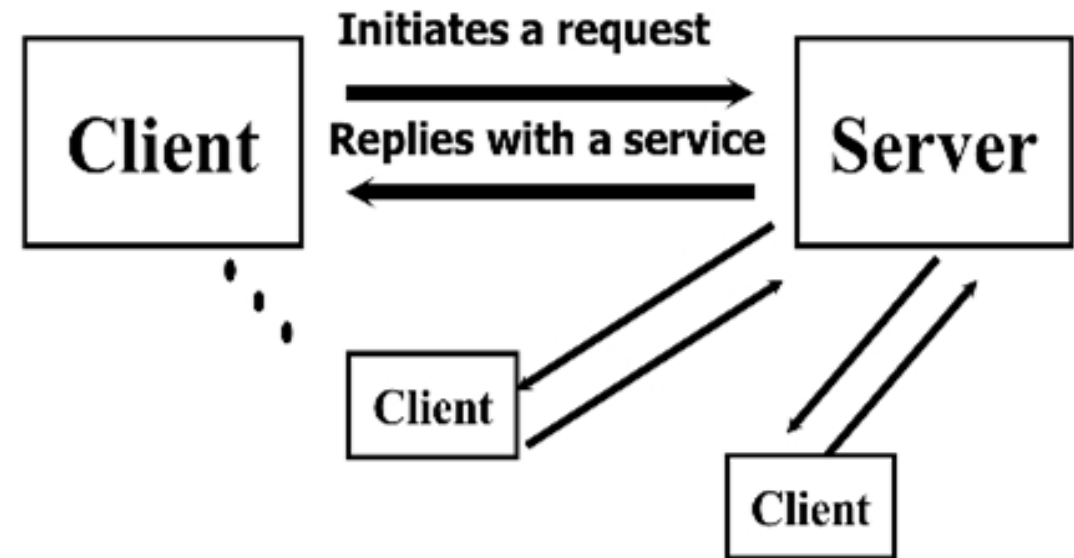 Initiates a request
Client
Server
Replies with a service
Client
Client